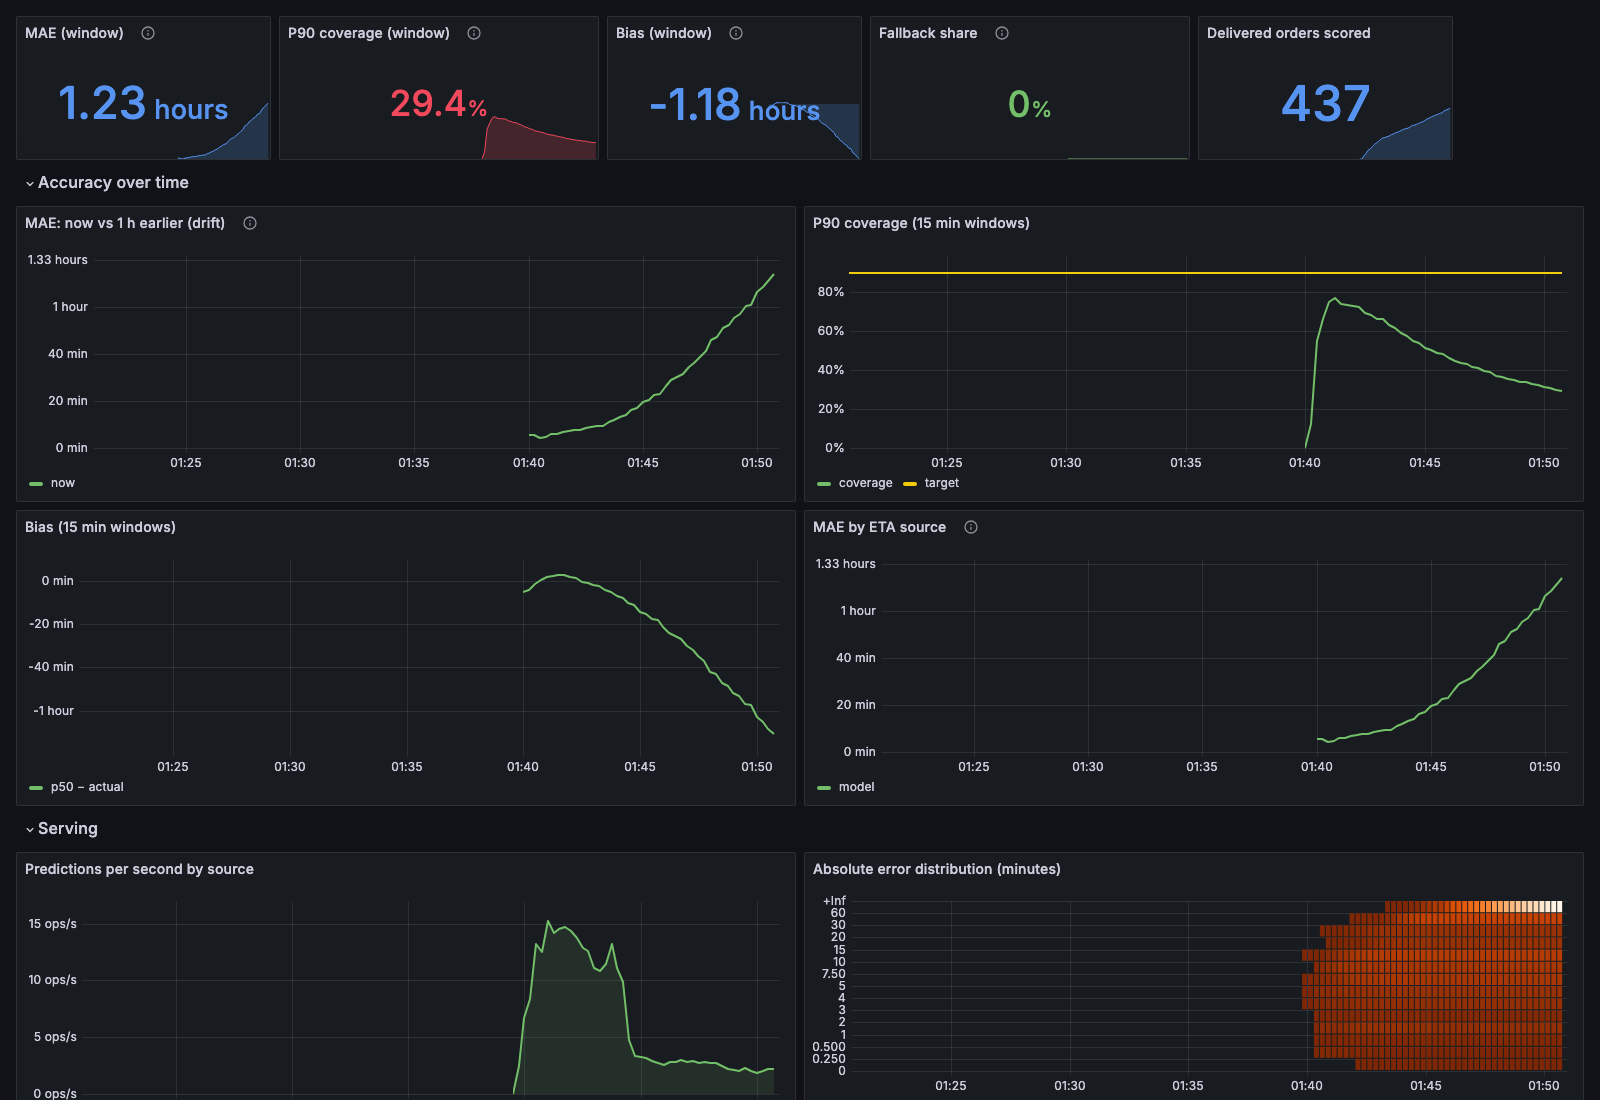 MAE (window)
1.23 hours
P90 coverage (window)
29.4%
Bias (window)
-1.18 hours
Fallback share
0%
Delivered orders scored
437
Accuracy over time
MAE: now vs 1 h earlier (drift)
1.33 hours
1 hour
40 min
20 min
0 min
01:25 01:30 01:35 01:40 01:45 01:50
now
P90 coverage (15 min windows)
80%
60%
40%
20%
0%
01:25 01:30 01:35 01:40 01:45 01:50
coverage target
Bias (15 min windows)
0 min
-20 min
-40 min
-1 hour
01:25 01:30 01:35 01:40 01:45 01:50
p50 – actual
MAE by ETA source
1.33 hours
1 hour
40 min
20 min
0 min
01:25 01:30 01:35 01:40 01:45 01:50
model
Serving
Predictions per second by source
15 ops/s
10 ops/s
5 ops/s
0 ops/s
Absolute error distribution (minutes)
+Inf
60
30
20
15
10
7.50
5
4
3
2
1
0.500
0.250
0
01:25 01:30 01:35 01:40 01:45 01:50